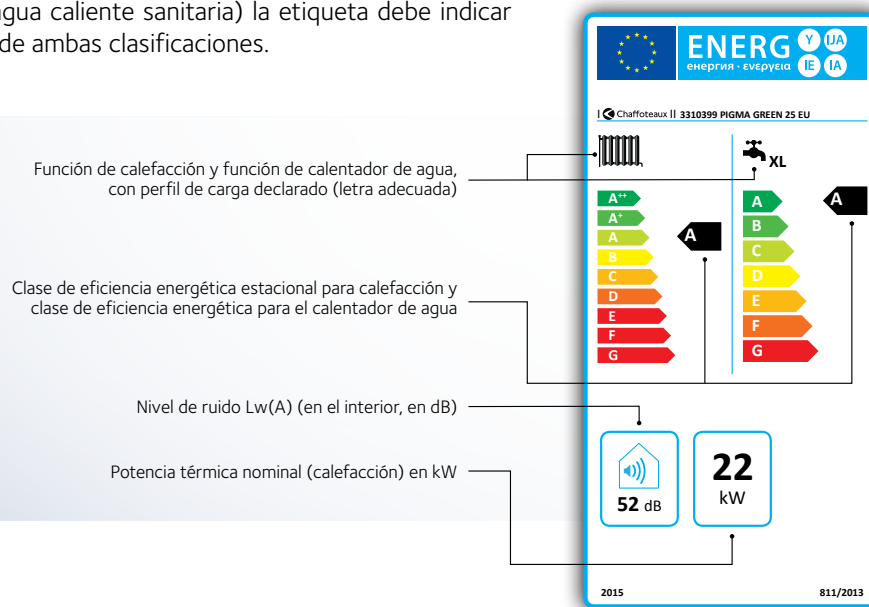 gua caliente sanitaria) la etiqueta debe indicar
de ambas clasificaciones.
ENERG
енергия · ενεργεια
Y IJA
IE IA
Chaffoteaux 3310399 PIGMA GREEN 25 EU
Función de calefacción y función de calentador de agua,
con perfil de carga declarado (letra adecuada)
XL
A++
A+
A
B
C
D
E
F
G
A
A
B
C
D
E
F
G
A
Clase de eficiencia energética estacional para calefacción y
clase de eficiencia energética para el calentador de agua
Nivel de ruido Lw(A) (en el interior, en dB)
Potencia térmica nominal (calefacción) en kW
52 dB
22
kW
2015
811/2013